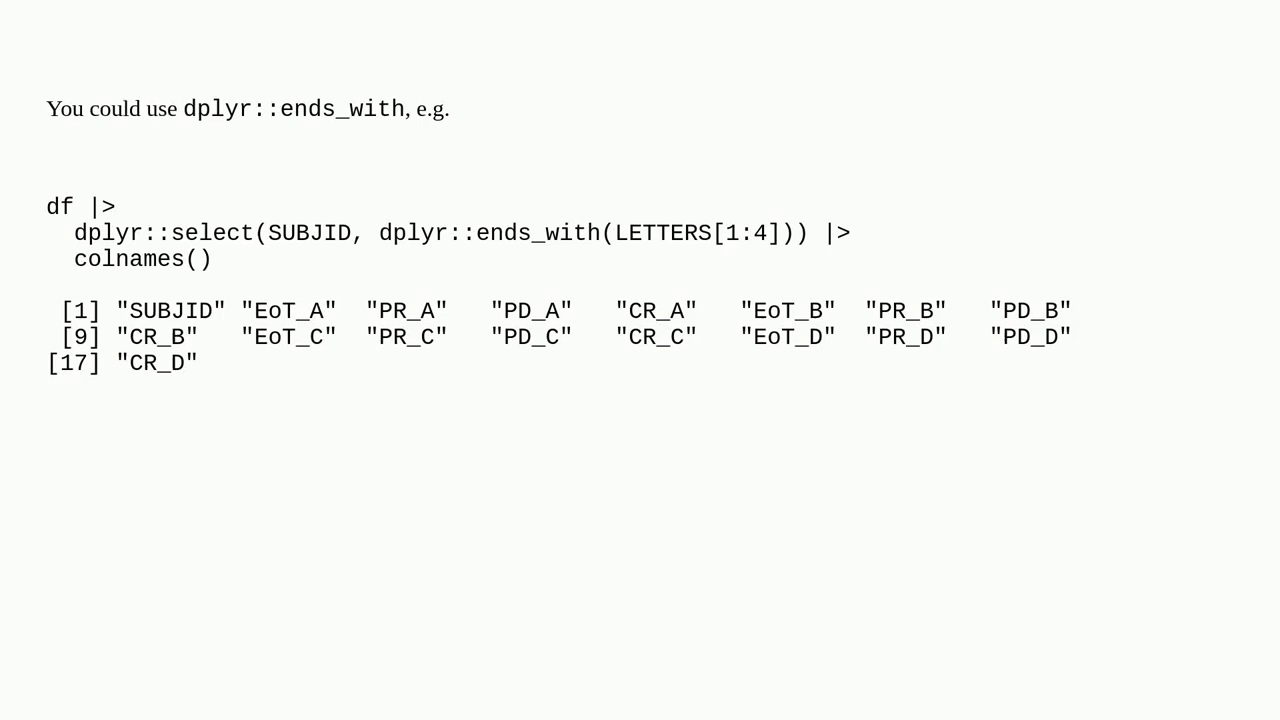 You could use dplyr::ends_with, e.g.
df |>
  dplyr::select(SUBJID, dplyr::ends_with(LETTERS[1:4])) |>
  colnames()
 [1] "SUBJID" "EoT_A"  "PR_A"   "PD_A"   "CR_A"   "EoT_B"  "PR_B"   "PD_B"
 [9] "CR_B"   "EoT_C"  "PR_C"   "PD_C"   "CR_C"   "EoT_D"  "PR_D"   "PD_D"
[17] "CR_D"